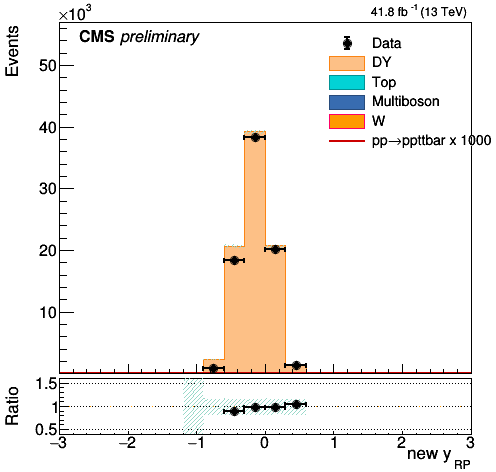 ×10³
41.8 fb⁻¹ (13 TeV)
CMS preliminary
Events
Data
DY
Top
Multiboson
W
pp→ppttbar x 1000
50
40
30
20
10
Ratio
1.5
1
0.5
−3 −2 −1 0 1 2 3
new y RP